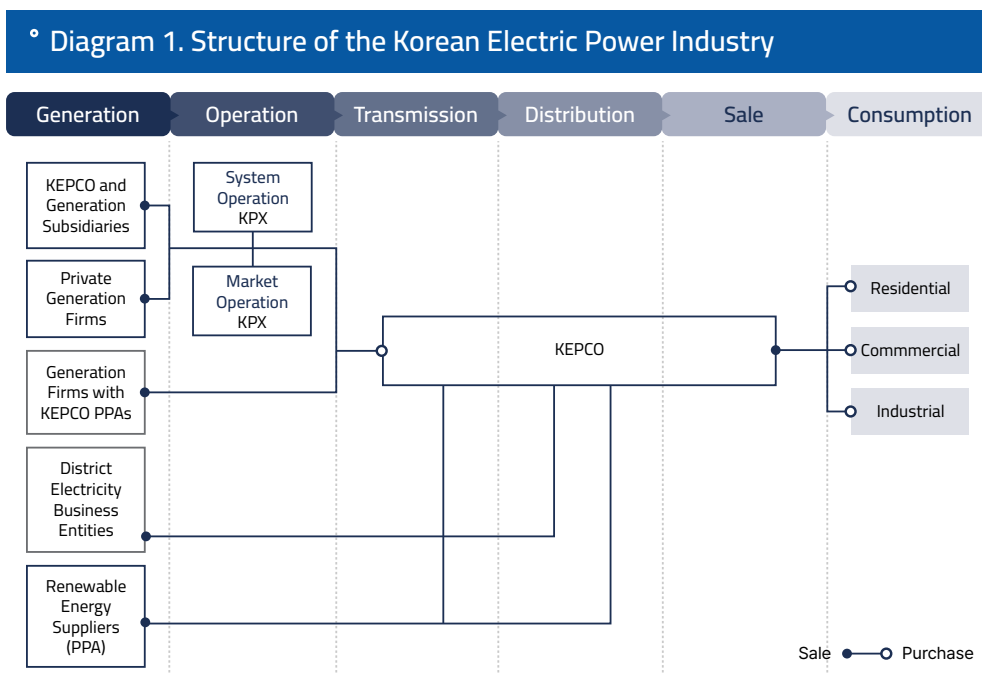 ° Diagram 1. Structure of the Korean Electric Power Industry
Generation
Operation
Transmission
Distribution
Sale
Consumption
KEPCO and
Generation
Subsidiaries
System
Operation
KPX
Private
Generation
Firms
Market
Operation
KPX
Generation
Firms with
KEPCO PPAs
District
Electricity
Business
Entities
Renewable
Energy
Suppliers
(PPA)
KEPCO
Residential
Commmercial
Industrial
Sale
Purchase